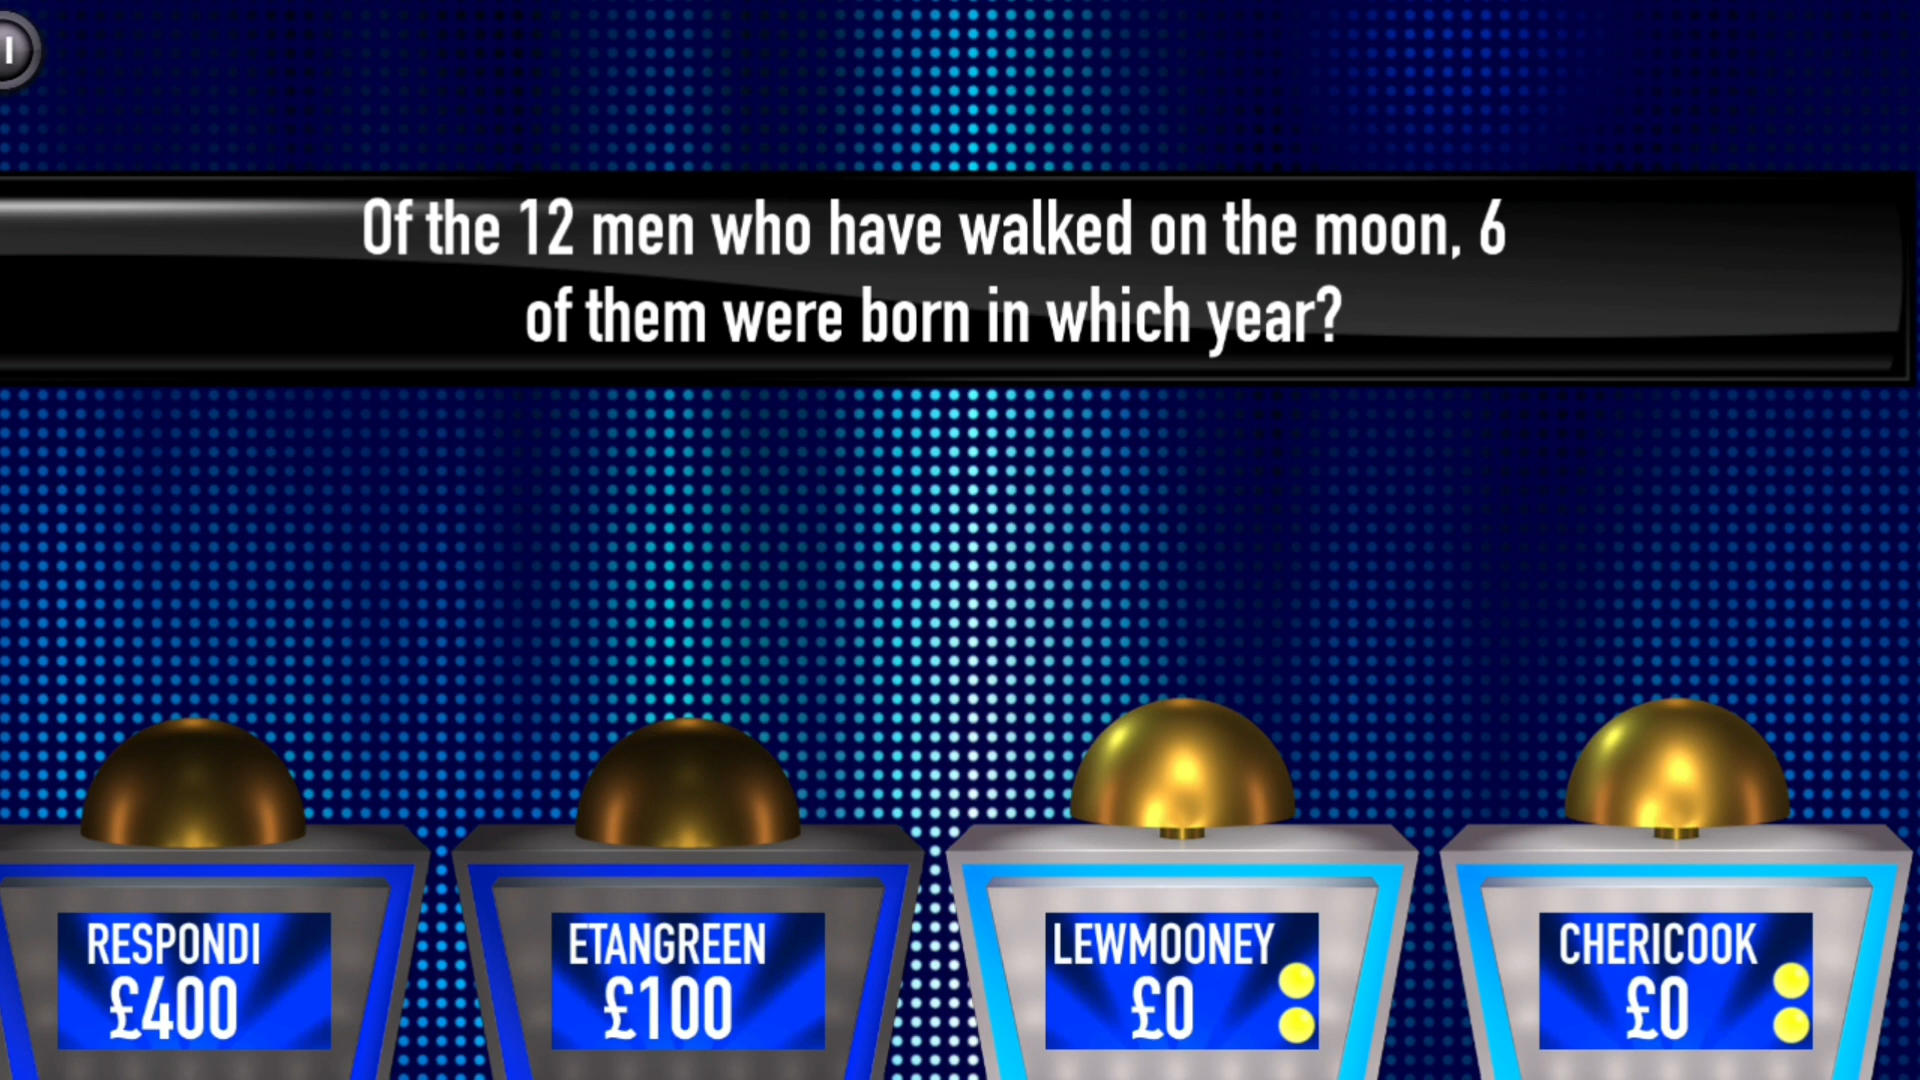 Of the 12 men who have walked on the moon, 6
of them were born in which year?
RESPONDI
£400
ETANGREEN
£100
LEWMOONEY
£0
CHERICOOK
£0